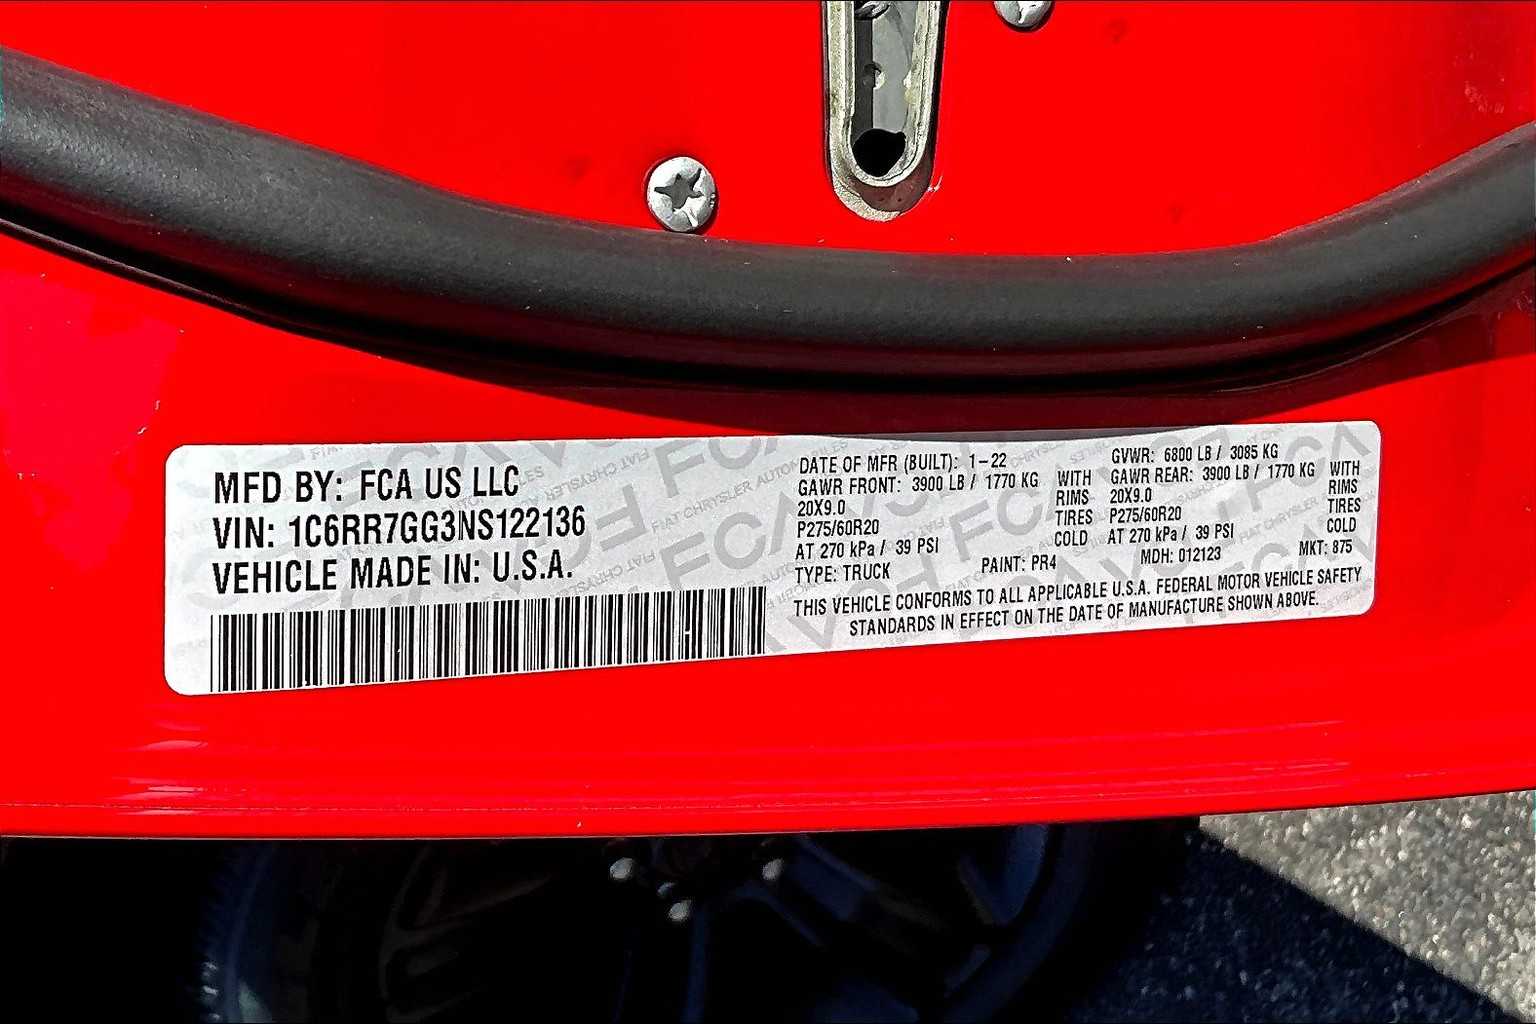 MFD BY: FCA US LLC
VIN: 1C6RR7GG3NS122136
VEHICLE MADE IN: U.S.A.
DATE OF MFR (BUILT): 1-22
GAWR FRONT: 3900 LB / 1770 KG WITH
20X9.0 RIMS
P275/60R20 TIRES
AT 270 kPa / 39 PSI COLD
GVWR: 6800 LB / 3085 KG
GAWR REAR: 3900 LB / 1770 KG WITH
20X9.0 RIMS
P275/60R20 TIRES
AT 270 kPa / 39 PSI COLD
TYPE: TRUCK PAINT: PR4 MDH: 012123 MKT: 875
THIS VEHICLE CONFORMS TO ALL APPLICABLE U.S.A. FEDERAL MOTOR VEHICLE SAFETY
STANDARDS IN EFFECT ON THE DATE OF MANUFACTURE SHOWN ABOVE.